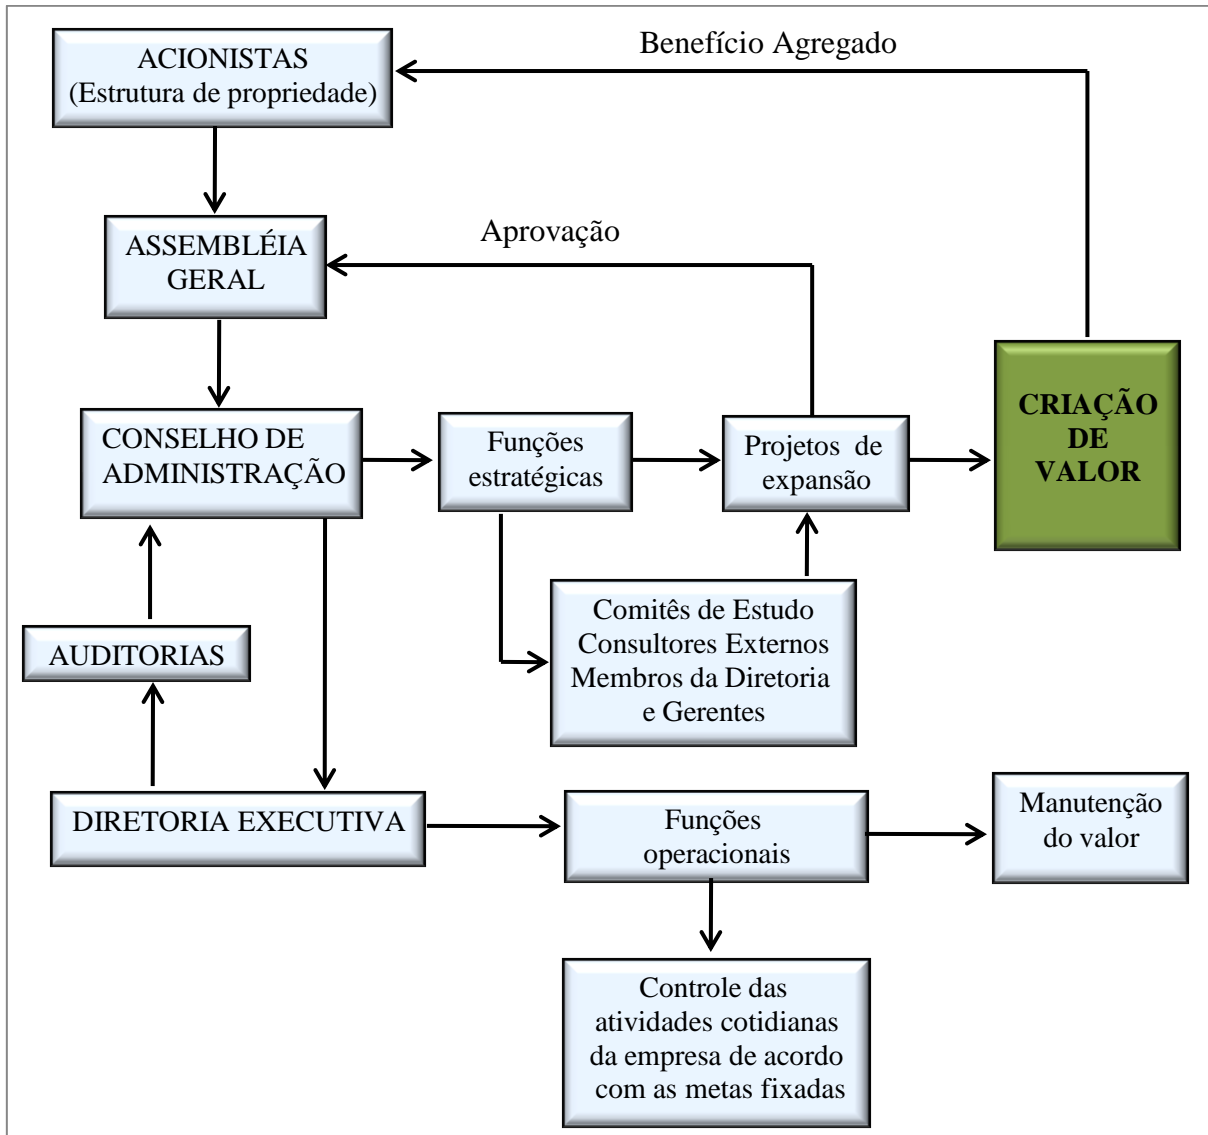 Benefício Agregado
ACIONISTAS
(Estrutura de propriedade)
Aprovação
ASSEMBLÉIA
GERAL
CONSELHO DE
ADMINISTRAÇÃO
Funções
estratégicas
Projetos de
expansão
CRIAÇÃO
DE
VALOR
Comitês de Estudo
Consultores Externos
Membros da Diretoria
e Gerentes
AUDITORIAS
DIRETORIA EXECUTIVA
Funções
operacionais
Manutenção
do valor
Controle das
atividades cotidianas
da empresa de acordo
com as metas fixadas